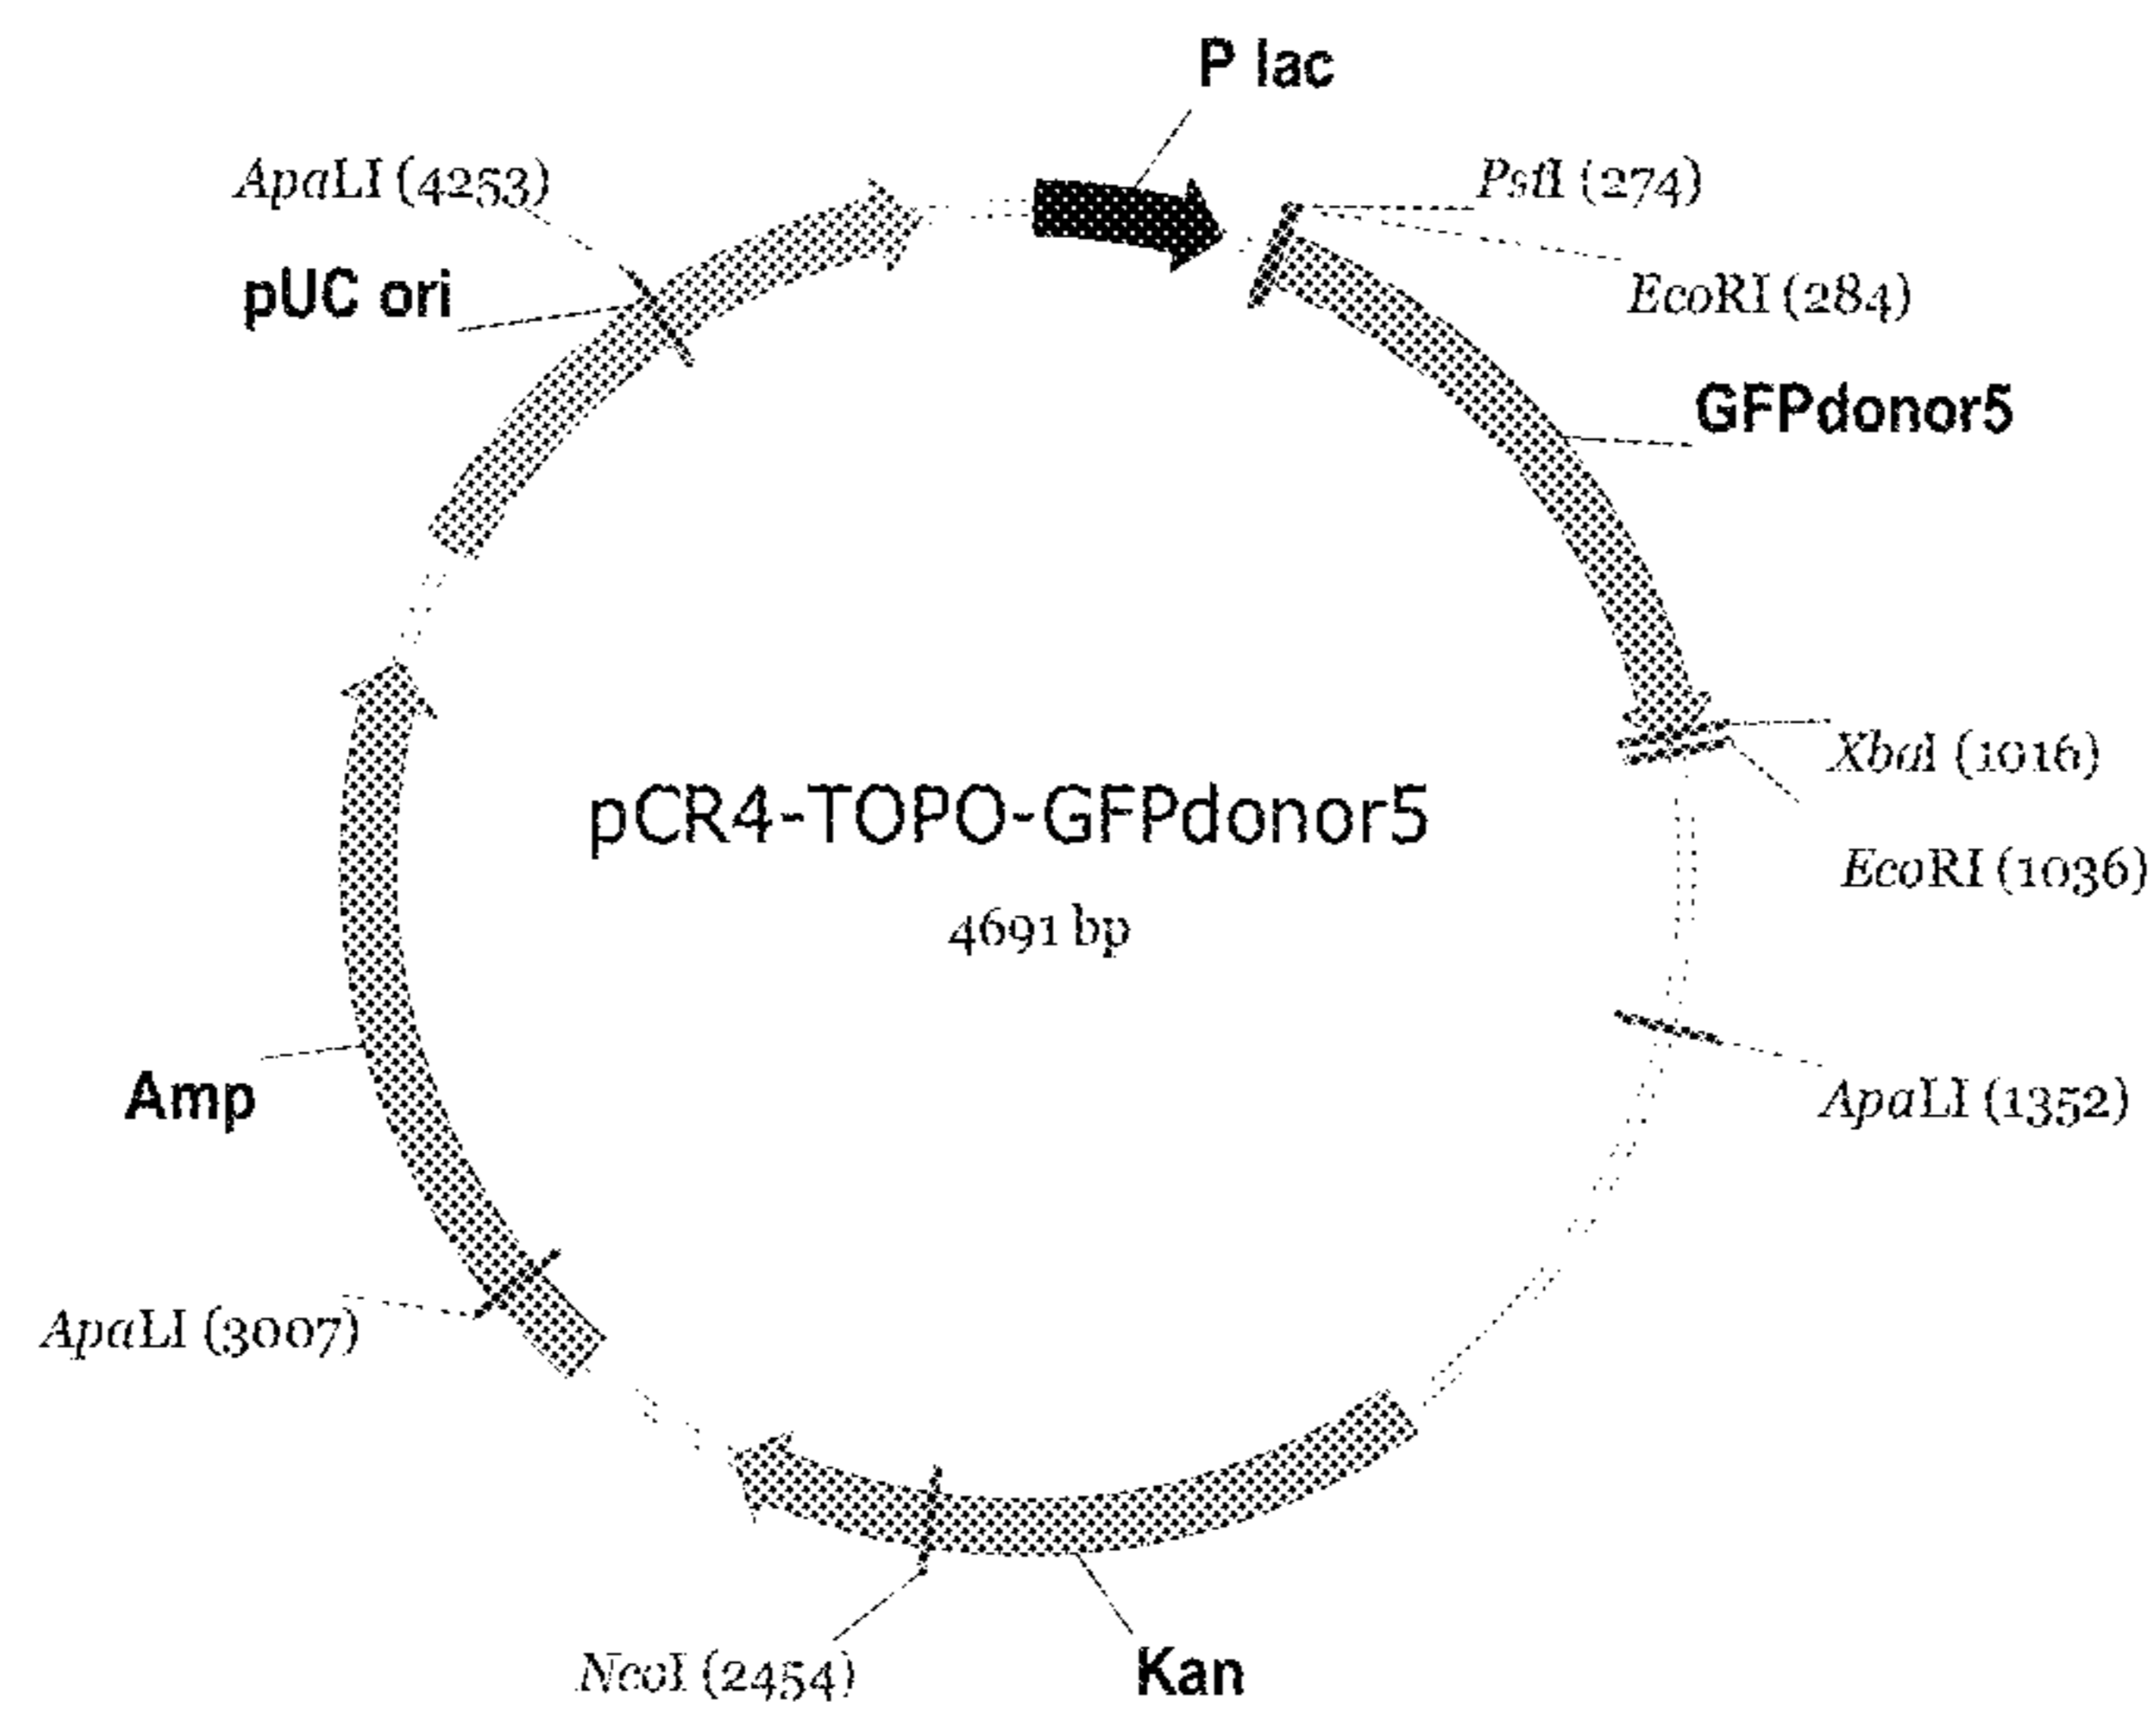 P lac
ApaLI (4253)
PstI (274)
pUC ori
EcoRI (284)
GFPdonor5
XbaI (1016)
pCR4-TOPO-GFPdonor5
EcoRI (1036)
4691 bp
Amp
ApaLI (1352)
ApaLI (3007)
NcoI (2454)
Kan